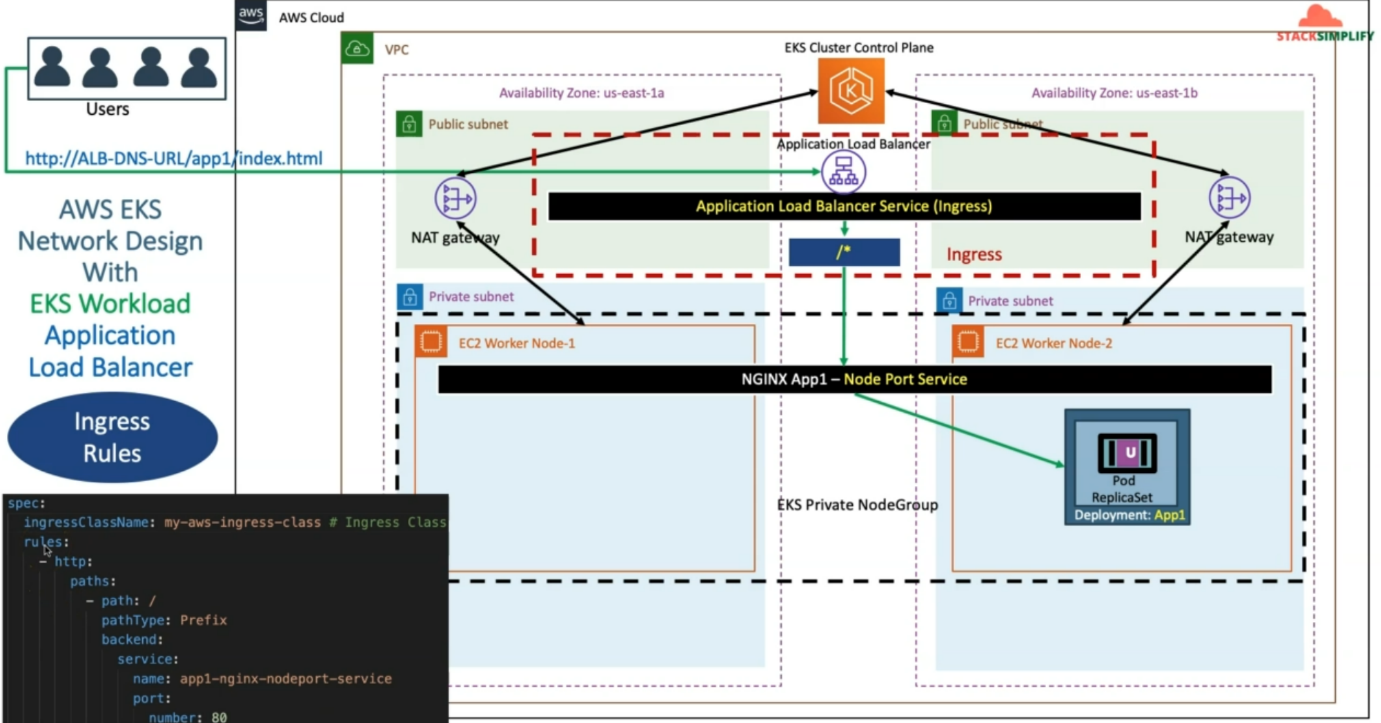 aws
AWS Cloud
STACKSIMPLIFY
Users
VPC
EKS Cluster Control Plane
Availability Zone: us-east-1a
Availability Zone: us-east-1b
Public subnet
Public subnet
http://ALB-DNS-URL/app1/index.html
Application Load Balancer
Application Load Balancer Service (Ingress)
NAT gateway
NAT gateway
/*
Ingress
AWS EKS
Network Design
With
EKS Workload
Application
Load Balancer
Ingress
Rules
Private subnet
Private subnet
EC2 Worker Node-1
EC2 Worker Node-2
NGINX App1 – Node Port Service
U
Pod
ReplicaSet
Deployment: App1
EKS Private NodeGroup
spec:
ingressClassName: my-aws-ingress-class # Ingress Class
rules:
- http:
paths:
- path: /
pathType: Prefix
backend:
service:
name: app1-nginx-nodeport-service
port:
number: 80